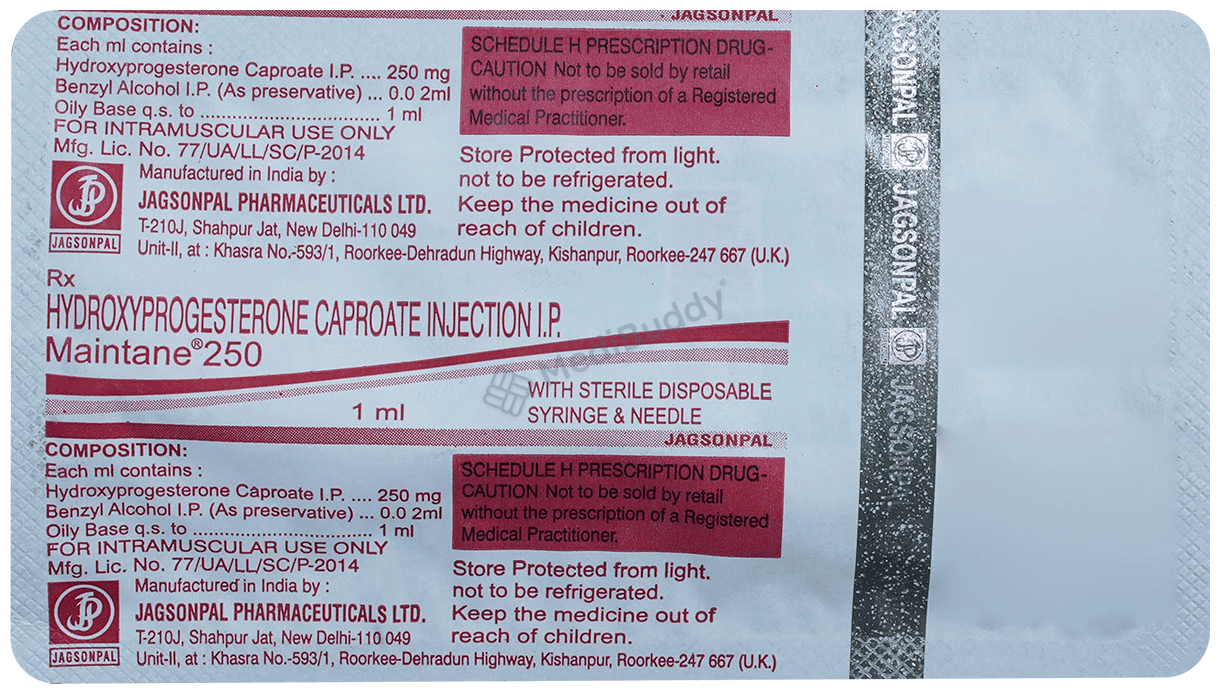 JAGSONPAL
COMPOSITION:
Each ml contains :
Hydroxyprogesterone Caproate I.P. .... 250 mg
Benzyl Alcohol I.P. (As preservative) ... 0.0 2ml
Oily Base q.s. to ................................ 1 ml
FOR INTRAMUSCULAR USE ONLY
Mfg. Lic. No. 77/UA/LL/SC/P-2014
SCHEDULE H PRESCRIPTION DRUG-
CAUTION Not to be sold by retail
without the prescription of a Registered
Medical Practitioner.
Store Protected from light.
not to be refrigerated.
Keep the medicine out of
reach of children.
Manufactured in India by :
JAGSONPAL PHARMACEUTICALS LTD.
T-210J, Shahpur Jat, New Delhi-110 049
Unit-II, at : Khasra No.-593/1, Roorkee-Dehradun Highway, Kishanpur, Roorkee-247 667 (U.K.)
JAGSONPAL
Rx
HYDROXYPROGESTERONE CAPROATE INJECTION I.P.
Maintane®250
MediBuddy
1 ml
WITH STERILE DISPOSABLE
SYRINGE & NEEDLE
JAGSONPAL
COMPOSITION:
Each ml contains :
Hydroxyprogesterone Caproate I.P. .... 250 mg
Benzyl Alcohol I.P. (As preservative) ... 0.0 2ml
Oily Base q.s. to ................................ 1 ml
FOR INTRAMUSCULAR USE ONLY
Mfg. Lic. No. 77/UA/LL/SC/P-2014
SCHEDULE H PRESCRIPTION DRUG-
CAUTION Not to be sold by retail
without the prescription of a Registered
Medical Practitioner.
Store Protected from light.
not to be refrigerated.
Keep the medicine out of
reach of children.
Manufactured in India by :
JAGSONPAL PHARMACEUTICALS LTD.
T-210J, Shahpur Jat, New Delhi-110 049
Unit-II, at : Khasra No.-593/1, Roorkee-Dehradun Highway, Kishanpur, Roorkee-247 667 (U.K.)
JAGSONPAL
JAGSONPAL
JAGSONPAL
JAGSONPAL